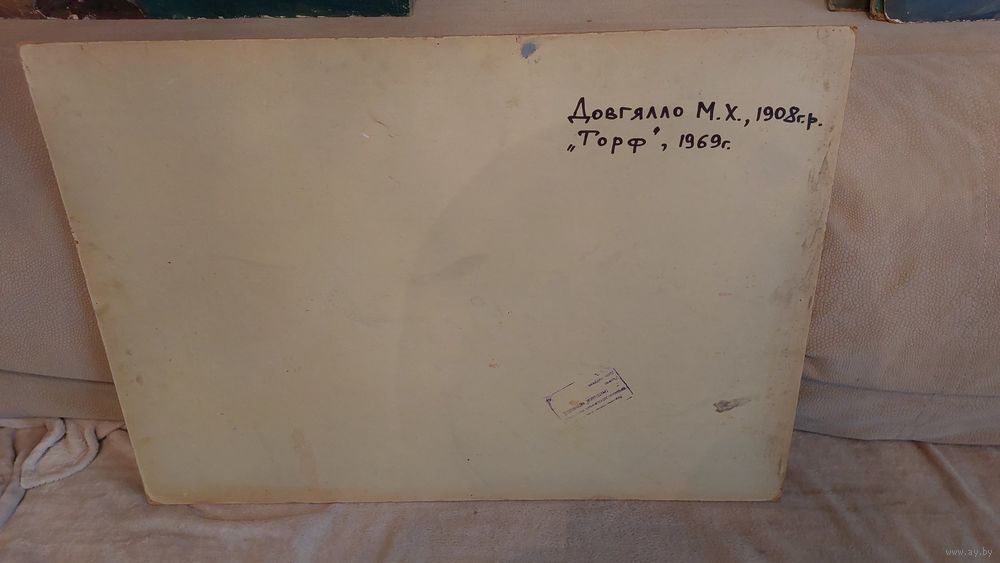 Довгялло М.Х., 1908г.р.
„Торф", 1969г.
www.ay.by